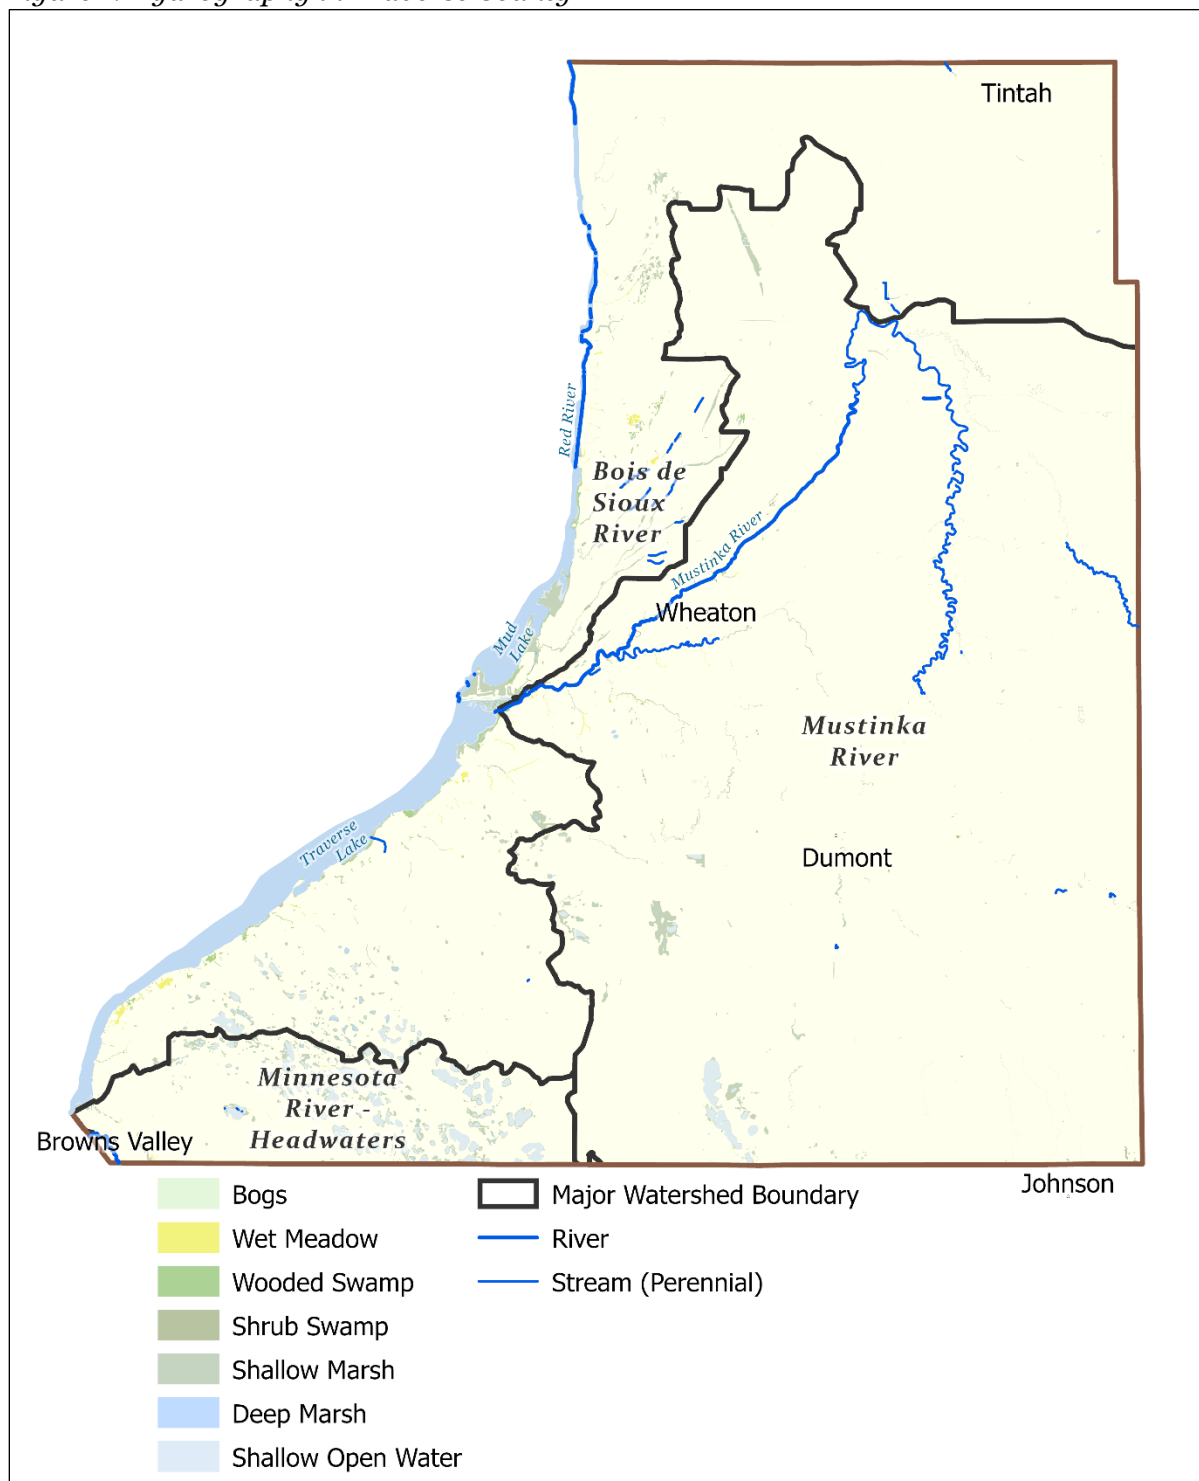 Tintah
Red River
Bois de
Sioux
River
Mustinka River
Wheaton
Mud
Lake
Mustinka
River
Traverse
Lake
Dumont
Minnesota
River -
Headwaters
Browns Valley
Johnson
Bogs
Wet Meadow
Wooded Swamp
Shrub Swamp
Shallow Marsh
Deep Marsh
Shallow Open Water
Major Watershed Boundary
River
Stream (Perennial)